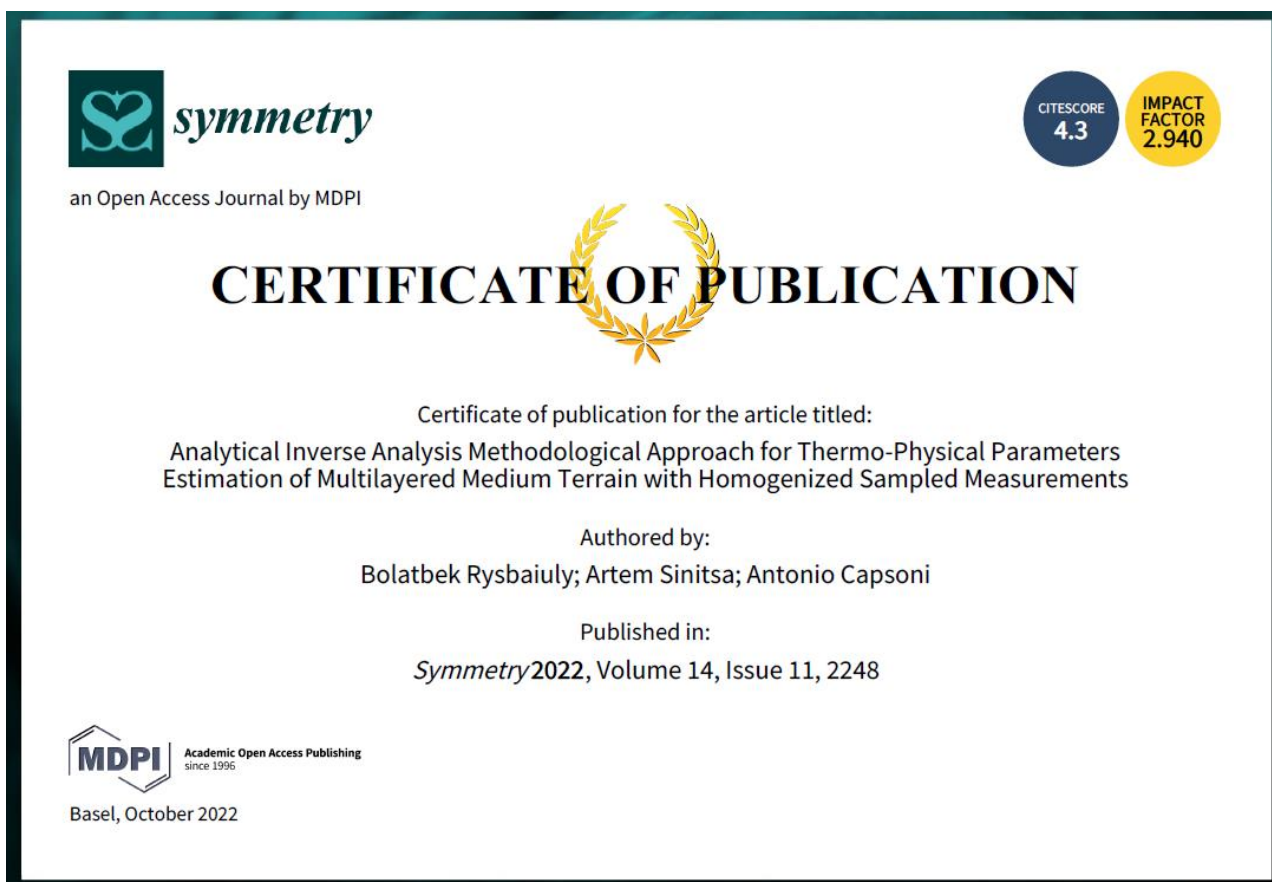 symmetry
CITESCORE
4.3
IMPACT
FACTOR
2.940
an Open Access Journal by MDPI
CERTIFICATE OF PUBLICATION
Certificate of publication for the article titled:
Analytical Inverse Analysis Methodological Approach for Thermo-Physical Parameters
Estimation of Multilayered Medium Terrain with Homogenized Sampled Measurements
Authored by:
Bolatbek Rysbaiuly; Artem Sinitsa; Antonio Capsoni
Published in:
Symmetry 2022, Volume 14, Issue 11, 2248
MDPI
Academic Open Access Publishing
since 1996
Basel, October 2022